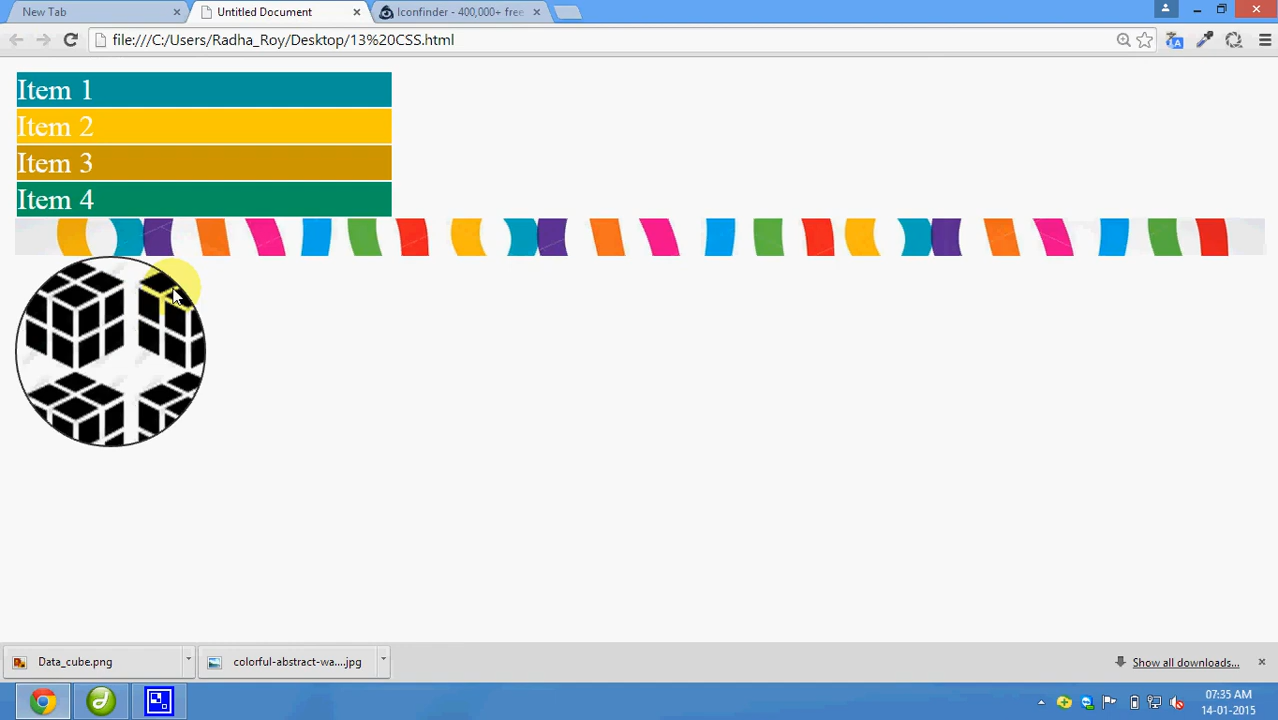 New Tab
Untitled Document
Iconfinder - 400,000+ free
file:///C:/Users/Radha_Roy/Desktop/13%20CSS.html
Item 1
Item 2
Item 3
Item 4
Data_cube.png
colorful-abstract-wa....jpg
Show all downloads...
07:35 AM
14-01-2015